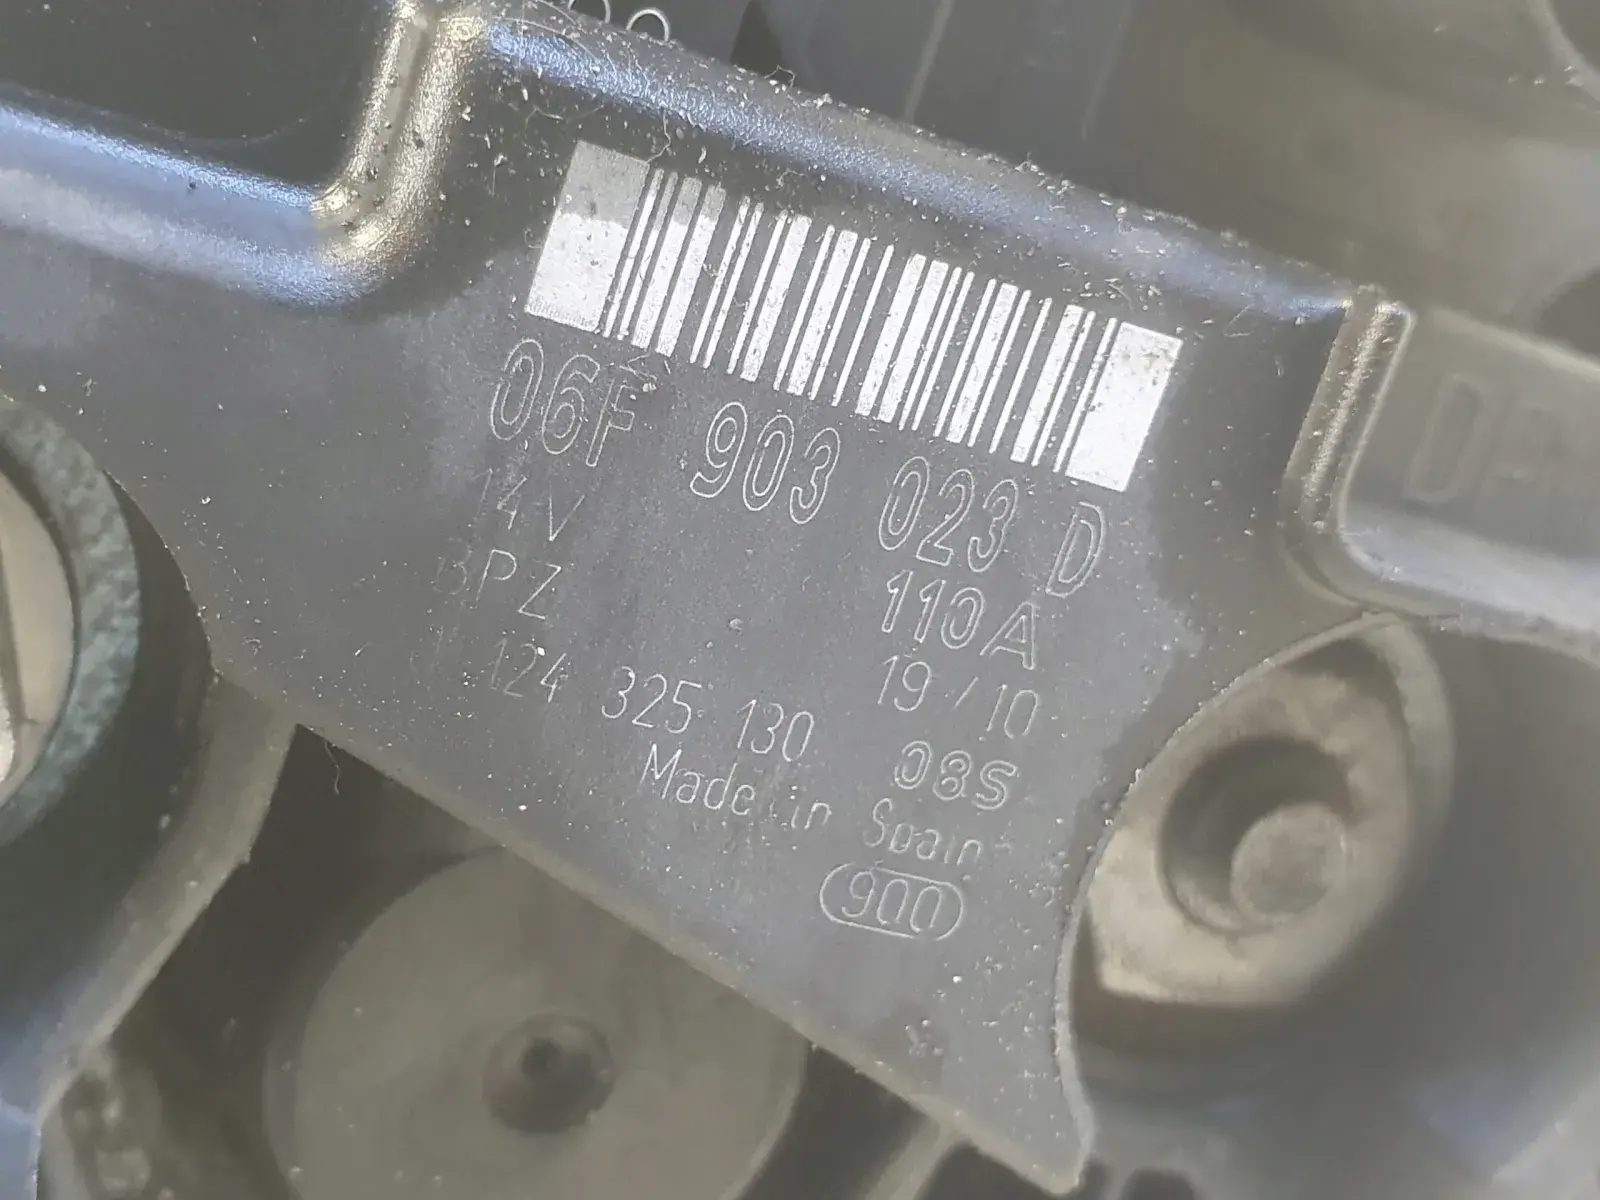 06F 903 023 D
14V 110A
BPZ 19/10
124 325 130 08S
Made in Spain
900